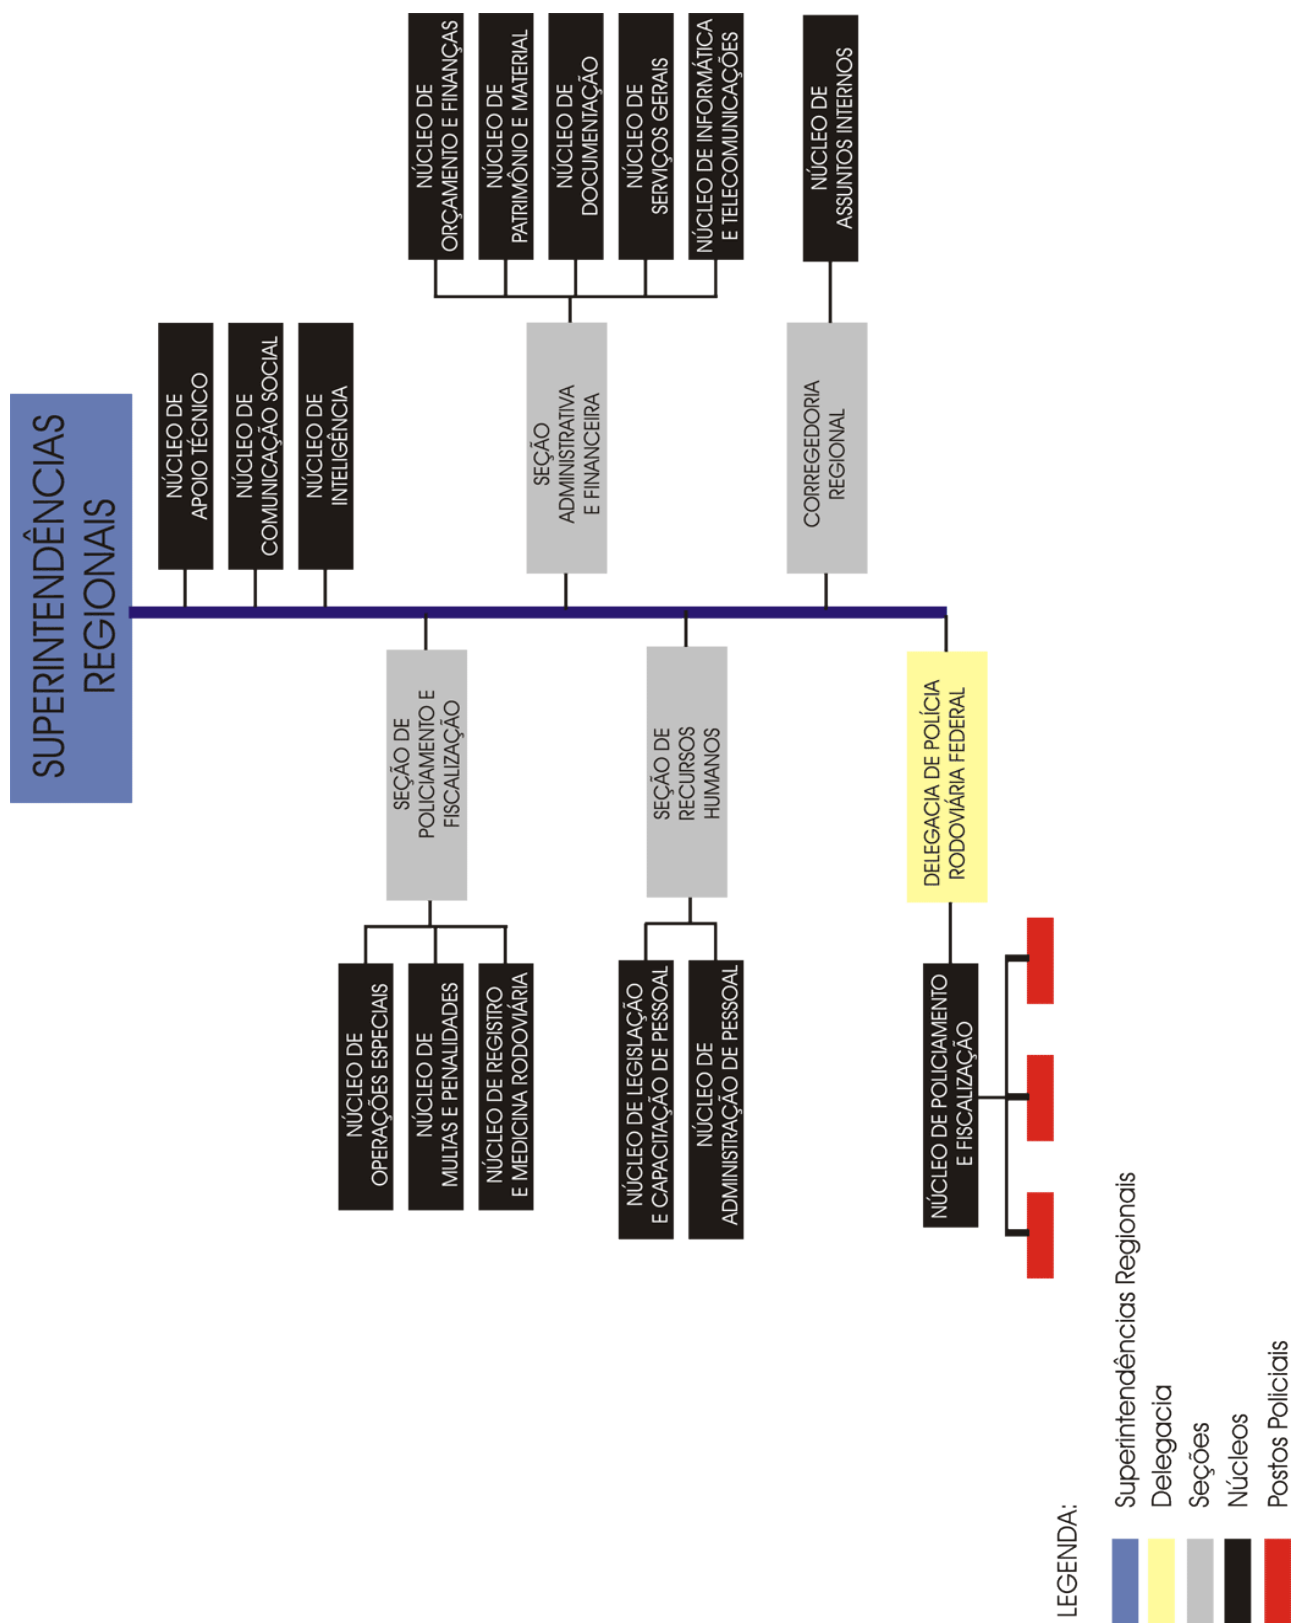 SUPERINTENDÊNCIAS
REGIONAIS
NÚCLEO DE
APOIO TÉCNICO
NÚCLEO DE
COMUNICAÇÃO SOCIAL
NÚCLEO DE
INTELIGÊNCIA
SEÇÃO DE
POLICIAMENTO E
FISCALIZAÇÃO
NÚCLEO DE
OPERAÇÕES ESPECIAIS
NÚCLEO DE
MULTAS E PENALIDADES
NÚCLEO DE REGISTRO
E MEDICINA RODOVIÁRIA
SEÇÃO
ADMINISTRATIVA
E FINANCEIRA
NÚCLEO DE
ORÇAMENTO E FINANÇAS
NÚCLEO DE
PATRIMÔNIO E MATERIAL
NÚCLEO DE
DOCUMENTAÇÃO
NÚCLEO DE
SERVIÇOS GERAIS
NÚCLEO DE INFORMÁTICA
E TELECOMUNICAÇÕES
SEÇÃO DE
RECURSOS
HUMANOS
NÚCLEO DE LEGISLAÇÃO
E CAPACITAÇÃO DE PESSOAL
NÚCLEO DE
ADMINISTRAÇÃO DE PESSOAL
CORREGEDORIA
REGIONAL
NÚCLEO DE
ASSUNTOS INTERNOS
DELEGACIA DE POLÍCIA
RODOVIÁRIA FEDERAL
NÚCLEO DE POLICIAMENTO
E FISCALIZAÇÃO
LEGENDA:
Superintendências Regionais
Delegacia
Seções
Núcleos
Postos Policiais